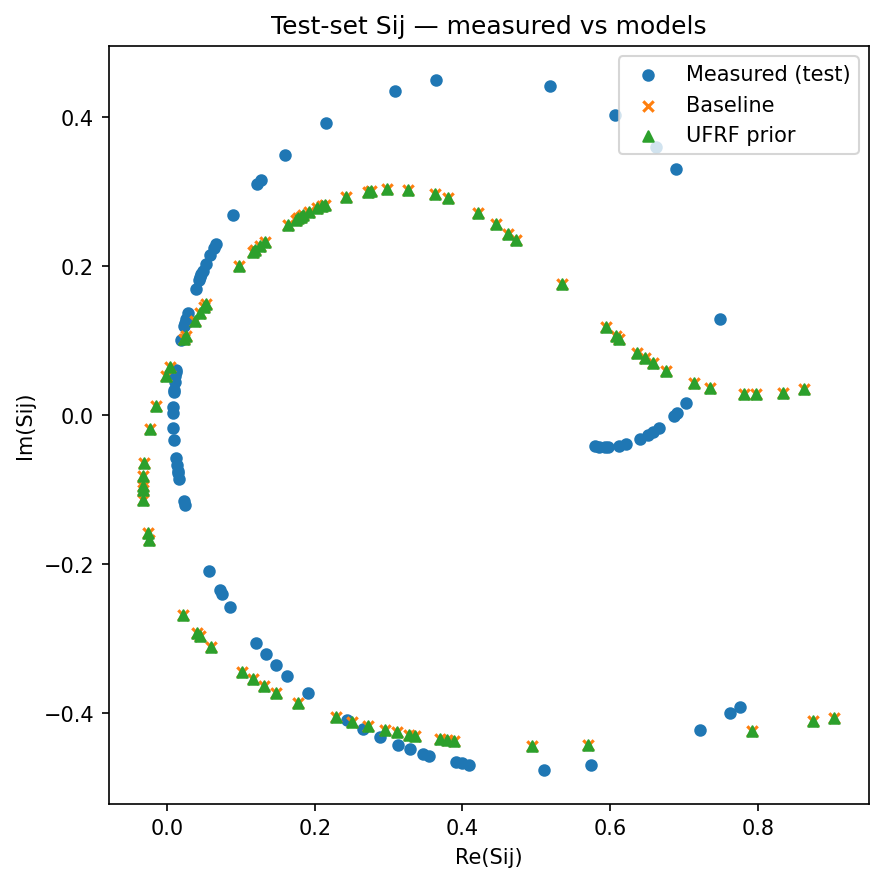 Test-set Sij — measured vs models
Measured (test)
Baseline
UFRF prior
0.4
0.2
0.0
−0.2
−0.4
Im(Sij)
0.0
0.2
0.4
0.6
0.8
Re(Sij)